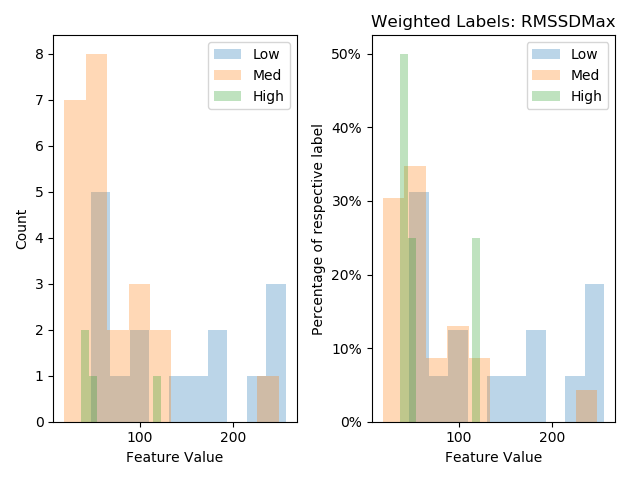 Weighted Labels: RMSSDMax
8
7
6
5
4
3
2
1
0
Count
100
200
Feature Value
Low
Med
High
50%
40%
30%
20%
10%
0%
Percentage of respective label
100
200
Feature Value
Low
Med
High